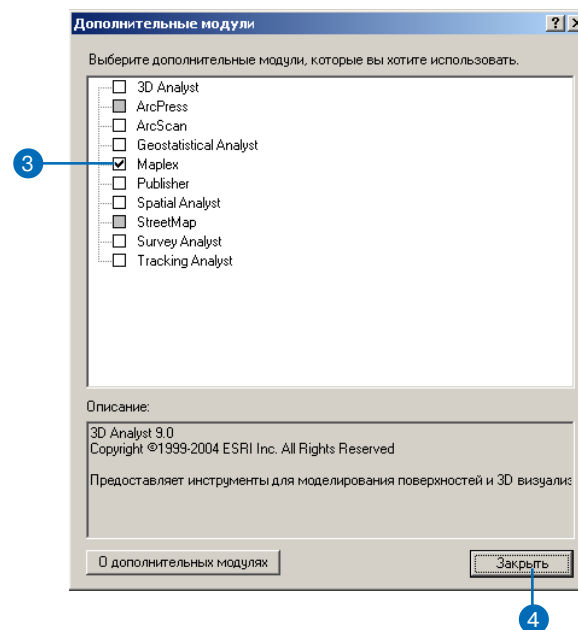 Дополнительные модули
Выберите дополнительные модули, которые вы хотите использовать.
3D Analyst
ArcPress
ArcScan
Geostatistical Analyst
3
Maplex
Publisher
Spatial Analyst
StreetMap
Survey Analyst
Tracking Analyst
Описание:
3D Analyst 9.0
Copyright ©1999-2004 ESRI Inc. All Rights Reserved
Предоставляет инструменты для моделирования поверхностей и 3D визуализ
О дополнительных модулях
Закрыть
4